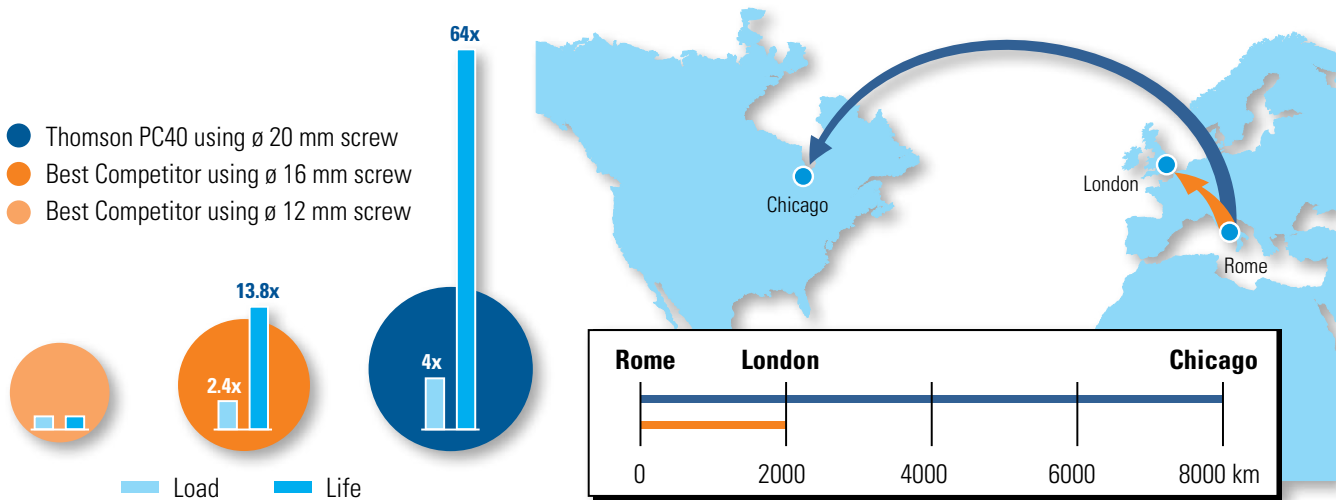 64x
Thomson PC40 using ø 20 mm screw
Best Competitor using ø 16 mm screw
Best Competitor using ø 12 mm screw
13.8x
2.4x
4x
Load Life
Chicago
London
Rome
Rome London Chicago
0 2000 4000 6000 8000 km